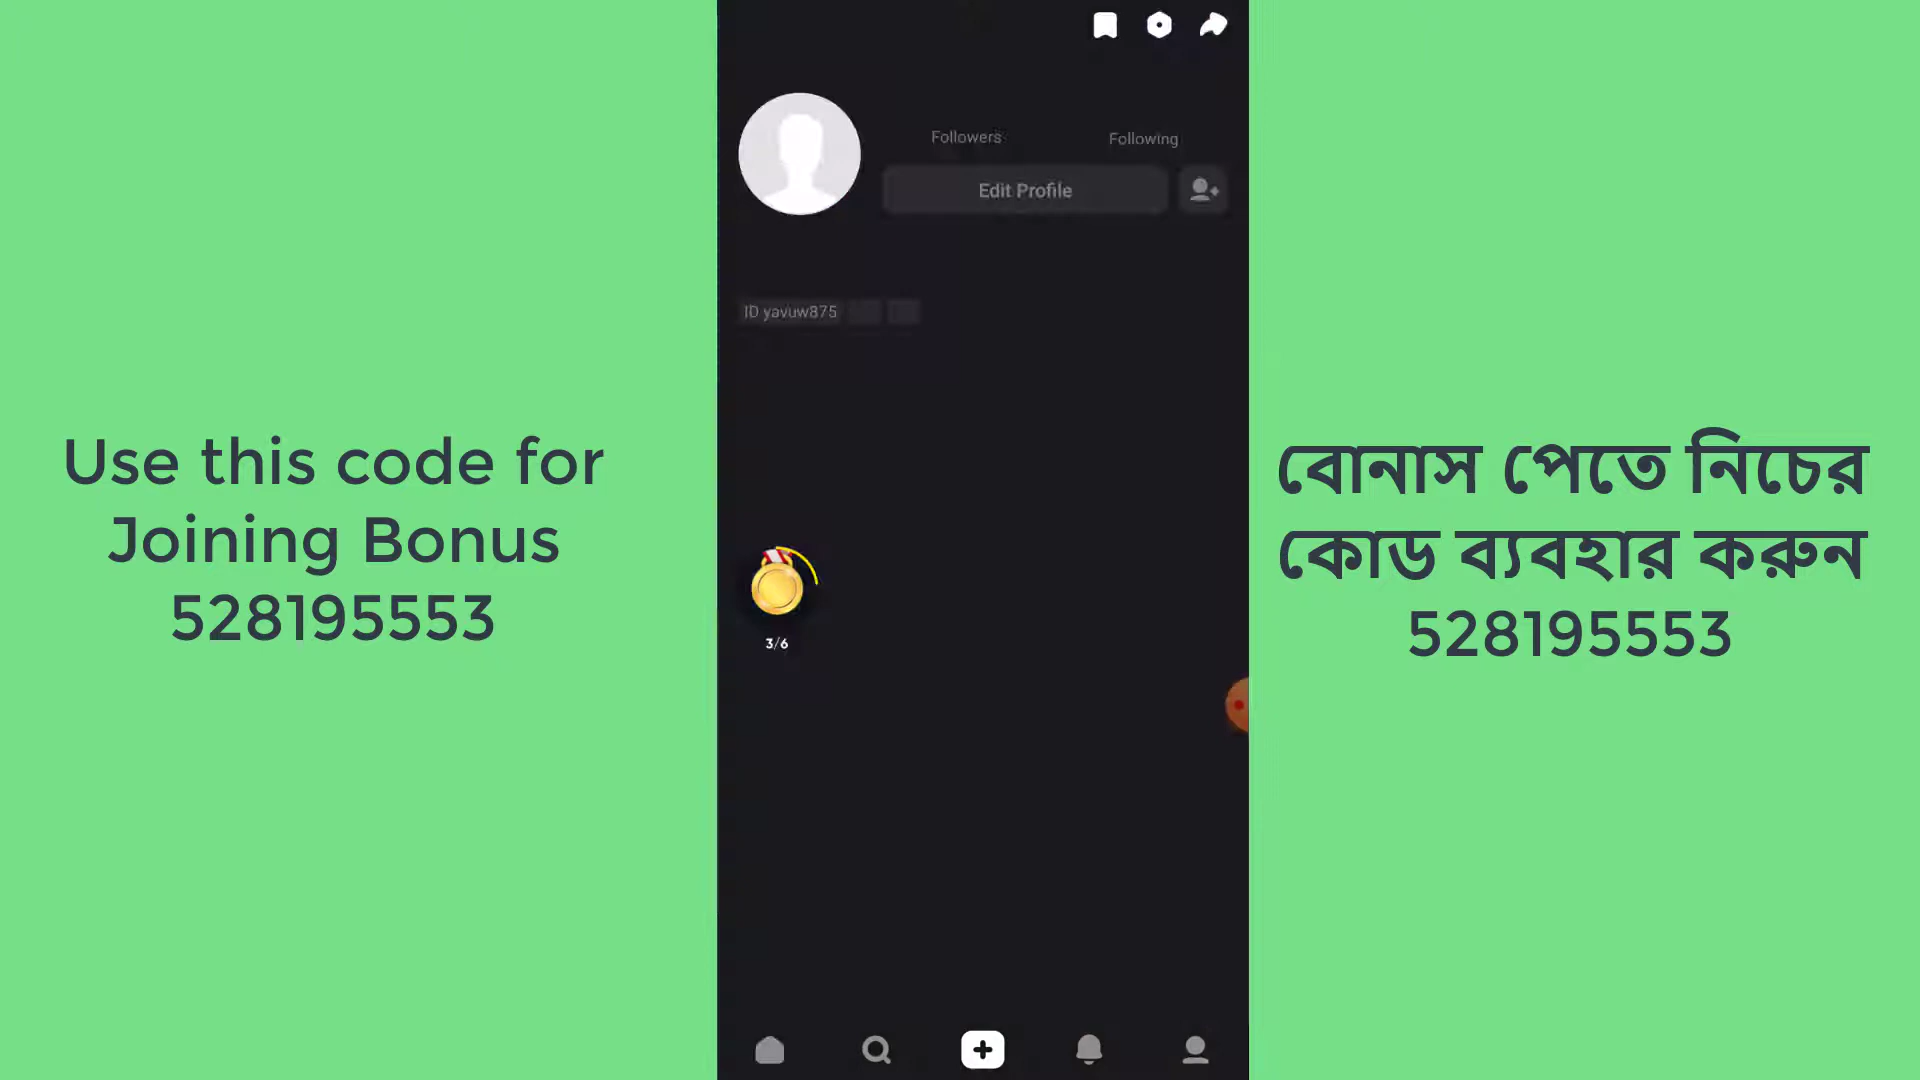 Use this code for
Joining Bonus
528195553
Followers
Following
Edit Profile
ID yavuw875
3/6
বোনাস পেতে নিচের
কোড ব্যবহার করুন
528195553